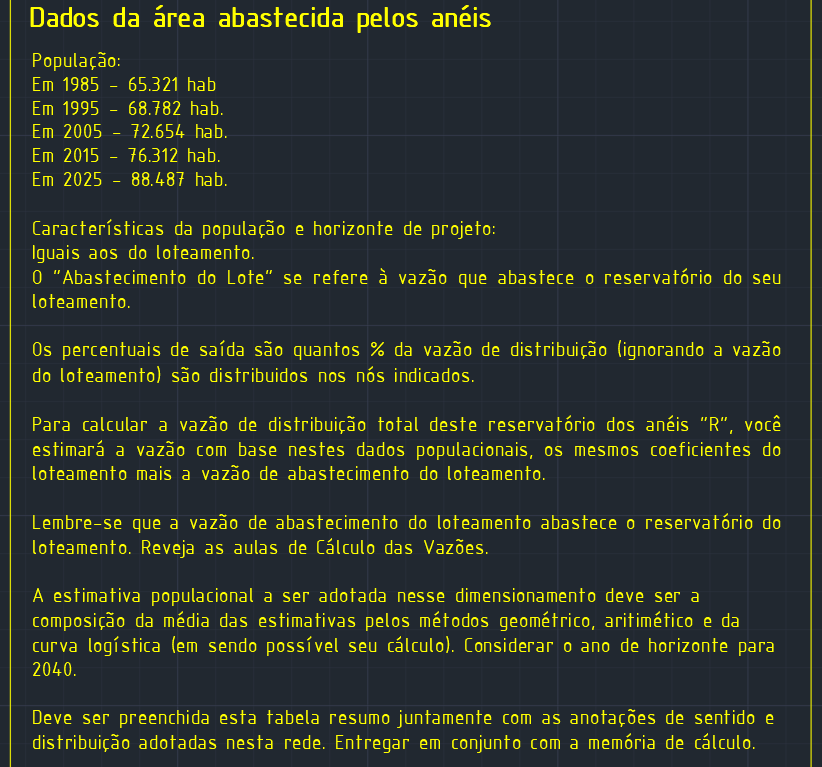 Dados da área abastecida pelos anéis
População:
Em 1985 - 65.321 hab
Em 1995 - 68.782 hab.
Em 2005 - 72.654 hab.
Em 2015 - 76.312 hab.
Em 2025 - 88.487 hab.
Características da população e horizonte de projeto:
Iguais aos do loteamento.
O "Abastecimento do Lote" se refere à vazão que abastece o reservatório do seu
loteamento.
Os percentuais de saída são quantos % da vazão de distribuição (ignorando a vazão
do loteamento) são distribuidos nos nós indicados.
Para calcular a vazão de distribuição total deste reservatório dos anéis "R", você
estimará a vazão com base nestes dados populacionais, os mesmos coeficientes do
loteamento mais a vazão de abastecimento do loteamento.
Lembre-se que a vazão de abastecimento do loteamento abastece o reservatório do
loteamento. Reveja as aulas de Cálculo das Vazões.
A estimativa populacional a ser adotada nesse dimensionamento deve ser a
composição da média das estimativas pelos métodos geométrico, aritimético e da
curva logística (em sendo possível seu cálculo). Considerar o ano de horizonte para
2040.
Deve ser preenchida esta tabela resumo juntamente com as anotações de sentido e
distribuição adotadas nesta rede. Entregar em conjunto com a memória de cálculo.